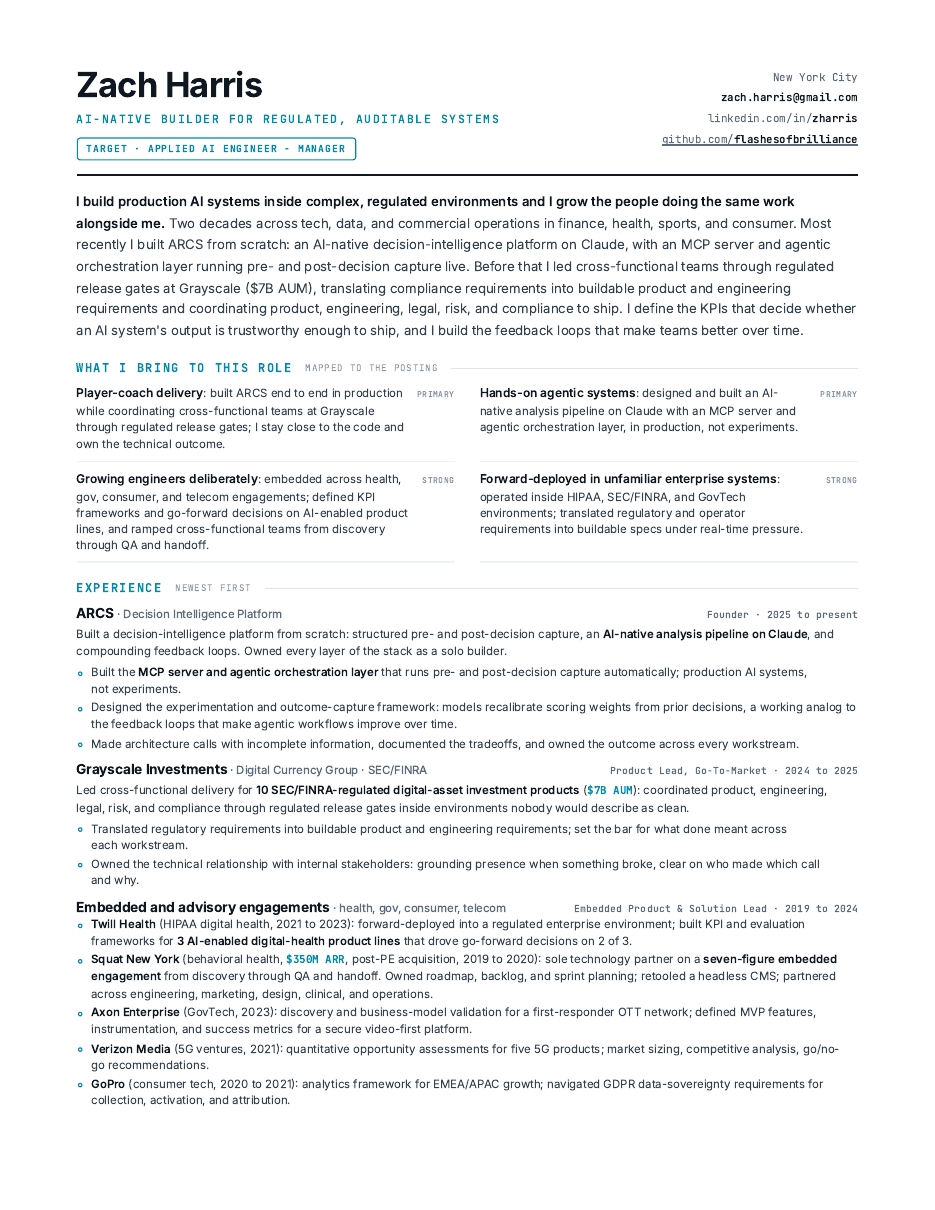 Zach Harris
AI-NATIVE BUILDER FOR REGULATED, AUDITABLE SYSTEMS
TARGET · APPLIED AI ENGINEER - MANAGER
New York City
zach.harris@gmail.com
linkedin.com/in/zharris
github.com/flashesofbrilliance
I build production AI systems inside complex, regulated environments and I grow the people doing the same work
alongside me. Two decades across tech, data, and commercial operations in finance, health, sports, and consumer. Most
recently I built ARCS from scratch: an AI-native decision-intelligence platform on Claude, with an MCP server and agentic
orchestration layer running pre- and post-decision capture live. Before that I led cross-functional teams through regulated
release gates at Grayscale ($7B AUM), translating compliance requirements into buildable product and engineering
requirements and coordinating product, engineering, legal, risk, and compliance to ship. I define the KPIs that decide whether
an AI system's output is trustworthy enough to ship, and I build the feedback loops that make teams better over time.
WHAT I BRING TO THIS ROLE MAPPED TO THE POSTING
Player-coach delivery: built ARCS end to end in production PRIMARY
while coordinating cross-functional teams at Grayscale
through regulated release gates; I stay close to the code and
own the technical outcome.
Hands-on agentic systems: designed and built an AI- PRIMARY
native analysis pipeline on Claude with an MCP server and
agentic orchestration layer, in production, not experiments.
Growing engineers deliberately: embedded across health, STRONG
gov, consumer, and telecom engagements; defined KPI
frameworks and go-forward decisions on AI-enabled product
lines, and ramped cross-functional teams from discovery
through QA and handoff.
Forward-deployed in unfamiliar enterprise systems: STRONG
operated inside HIPAA, SEC/FINRA, and GovTech
environments; translated regulatory and operator
requirements into buildable specs under real-time pressure.
EXPERIENCE NEWEST FIRST
ARCS · Decision Intelligence Platform Founder · 2025 to present
Built a decision-intelligence platform from scratch: structured pre- and post-decision capture, an AI-native analysis pipeline on Claude, and
compounding feedback loops. Owned every layer of the stack as a solo builder.
Built the MCP server and agentic orchestration layer that runs pre- and post-decision capture automatically; production AI systems,
not experiments.
Designed the experimentation and outcome-capture framework: models recalibrate scoring weights from prior decisions, a working analog to
the feedback loops that make agentic workflows improve over time.
Made architecture calls with incomplete information, documented the tradeoffs, and owned the outcome across every workstream.
Grayscale Investments · Digital Currency Group · SEC/FINRA Product Lead, Go-To-Market · 2024 to 2025
Led cross-functional delivery for 10 SEC/FINRA-regulated digital-asset investment products ($7B AUM): coordinated product, engineering,
legal, risk, and compliance through regulated release gates inside environments nobody would describe as clean.
Translated regulatory requirements into buildable product and engineering requirements; set the bar for what done meant across
each workstream.
Owned the technical relationship with internal stakeholders: grounding presence when something broke, clear on who made which call
and why.
Embedded and advisory engagements · health, gov, consumer, telecom Embedded Product & Solution Lead · 2019 to 2024
Twill Health (HIPAA digital health, 2021 to 2023): forward-deployed into a regulated enterprise environment; built KPI and evaluation
frameworks for 3 AI-enabled digital-health product lines that drove go-forward decisions on 2 of 3.
Squat New York (behavioral health, $350M ARR, post-PE acquisition, 2019 to 2020): sole technology partner on a seven-figure embedded
engagement from discovery through QA and handoff. Owned roadmap, backlog, and sprint planning; retooled a headless CMS; partnered
across engineering, marketing, design, clinical, and operations.
Axon Enterprise (GovTech, 2023): discovery and business-model validation for a first-responder OTT network; defined MVP features,
instrumentation, and success metrics for a secure video-first platform.
Verizon Media (5G ventures, 2021): quantitative opportunity assessments for five 5G products; market sizing, competitive analysis, go/no-
go recommendations.
GoPro (consumer tech, 2020 to 2021): analytics framework for EMEA/APAC growth; navigated GDPR data-sovereignty requirements for
collection, activation, and attribution.